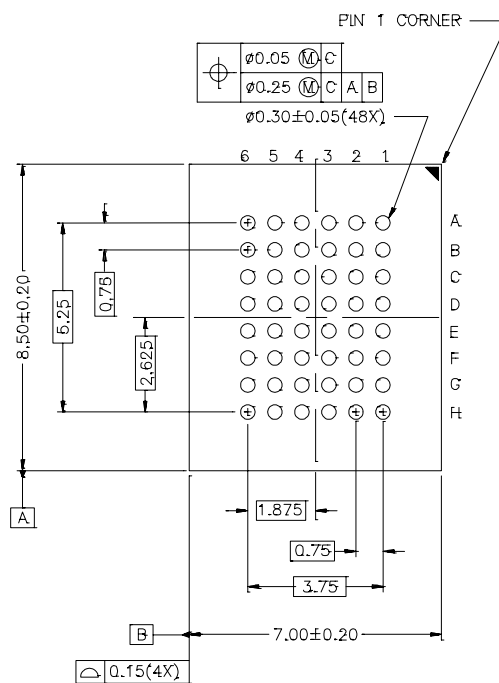 PIN 1 CORNER
ø0.05 Ⓜ C
ø0.25 Ⓜ C A B
ø0.30±0.05(48X)
6 5 4 3 2 1
A
B
C
D
E
F
G
H
8.50±0.20
5.25
0.75
2.625
A
1.875
0.75
3.75
B
7.00±0.20
0.15(4X)